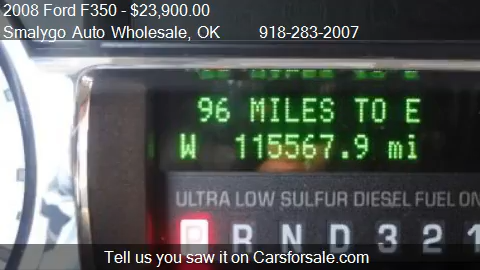 2008 Ford F350 - $23,900.00
Smalygo Auto Wholesale, OK 918-283-2007
96 MILES TO E
W 115567.9 mi
ULTRA LOW SULFUR DIESEL FUEL ON
P R N D 3 2 1
Tell us you saw it on Carsforsale.com